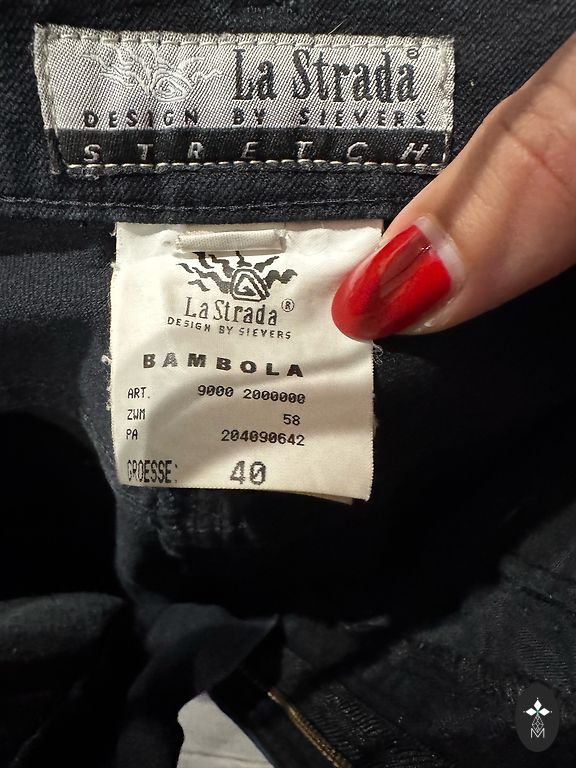 La Strada®
DESIGN BY SIEVERS
STRETCH
La Strada®
DESIGN BY SIEVERS
BAMBOLA
ART. 9000 2000000
ZWM 58
PA 204090642
GROESSE: 40
M